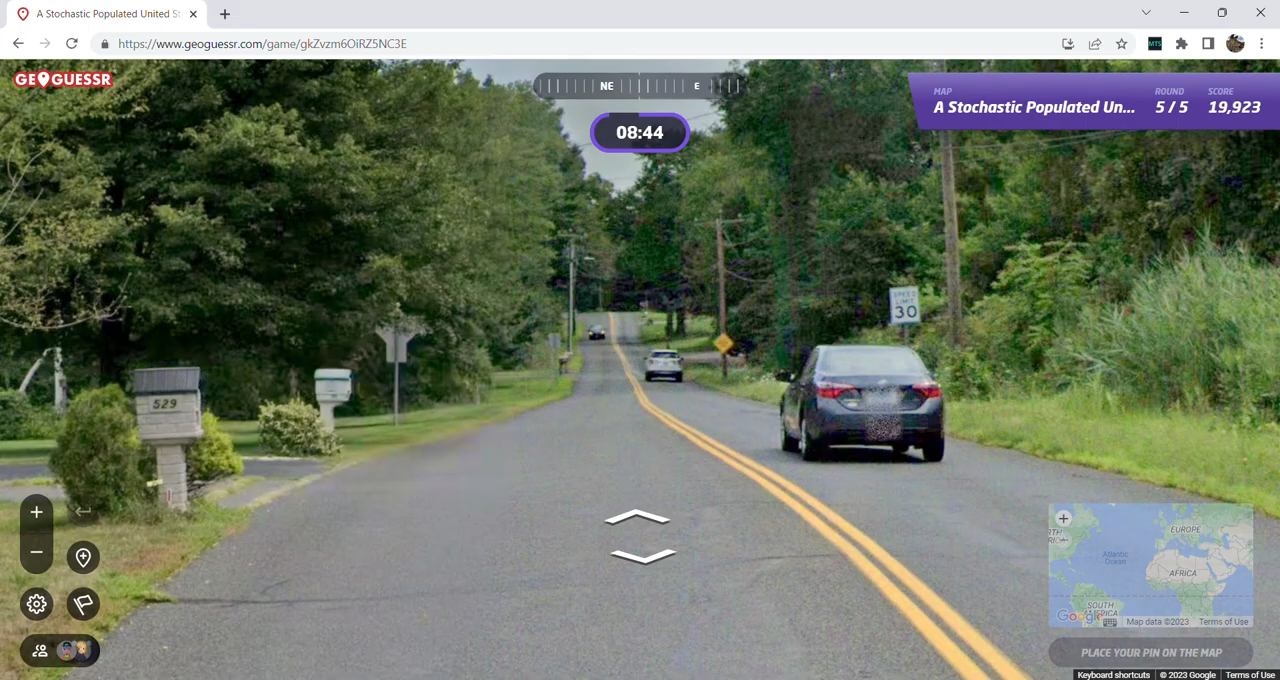 A Stochastic Populated United St
https://www.geoguessr.com/game/gkZvzm6OiRZ5NC3E
MTS
GEOGUESSR
NE
E
MAP
ROUND
SCORE
A Stochastic Populated Un...
5 / 5
19,923
08:44
SPEED
LIMIT
30
529
EUROPE
Atlantic
Ocean
AFRICA
SOUTH
AMERICA
Google
Map data ©2023
Terms of Use
PLACE YOUR PIN ON THE MAP
Keyboard shortcuts
© 2023 Google
Terms of Use